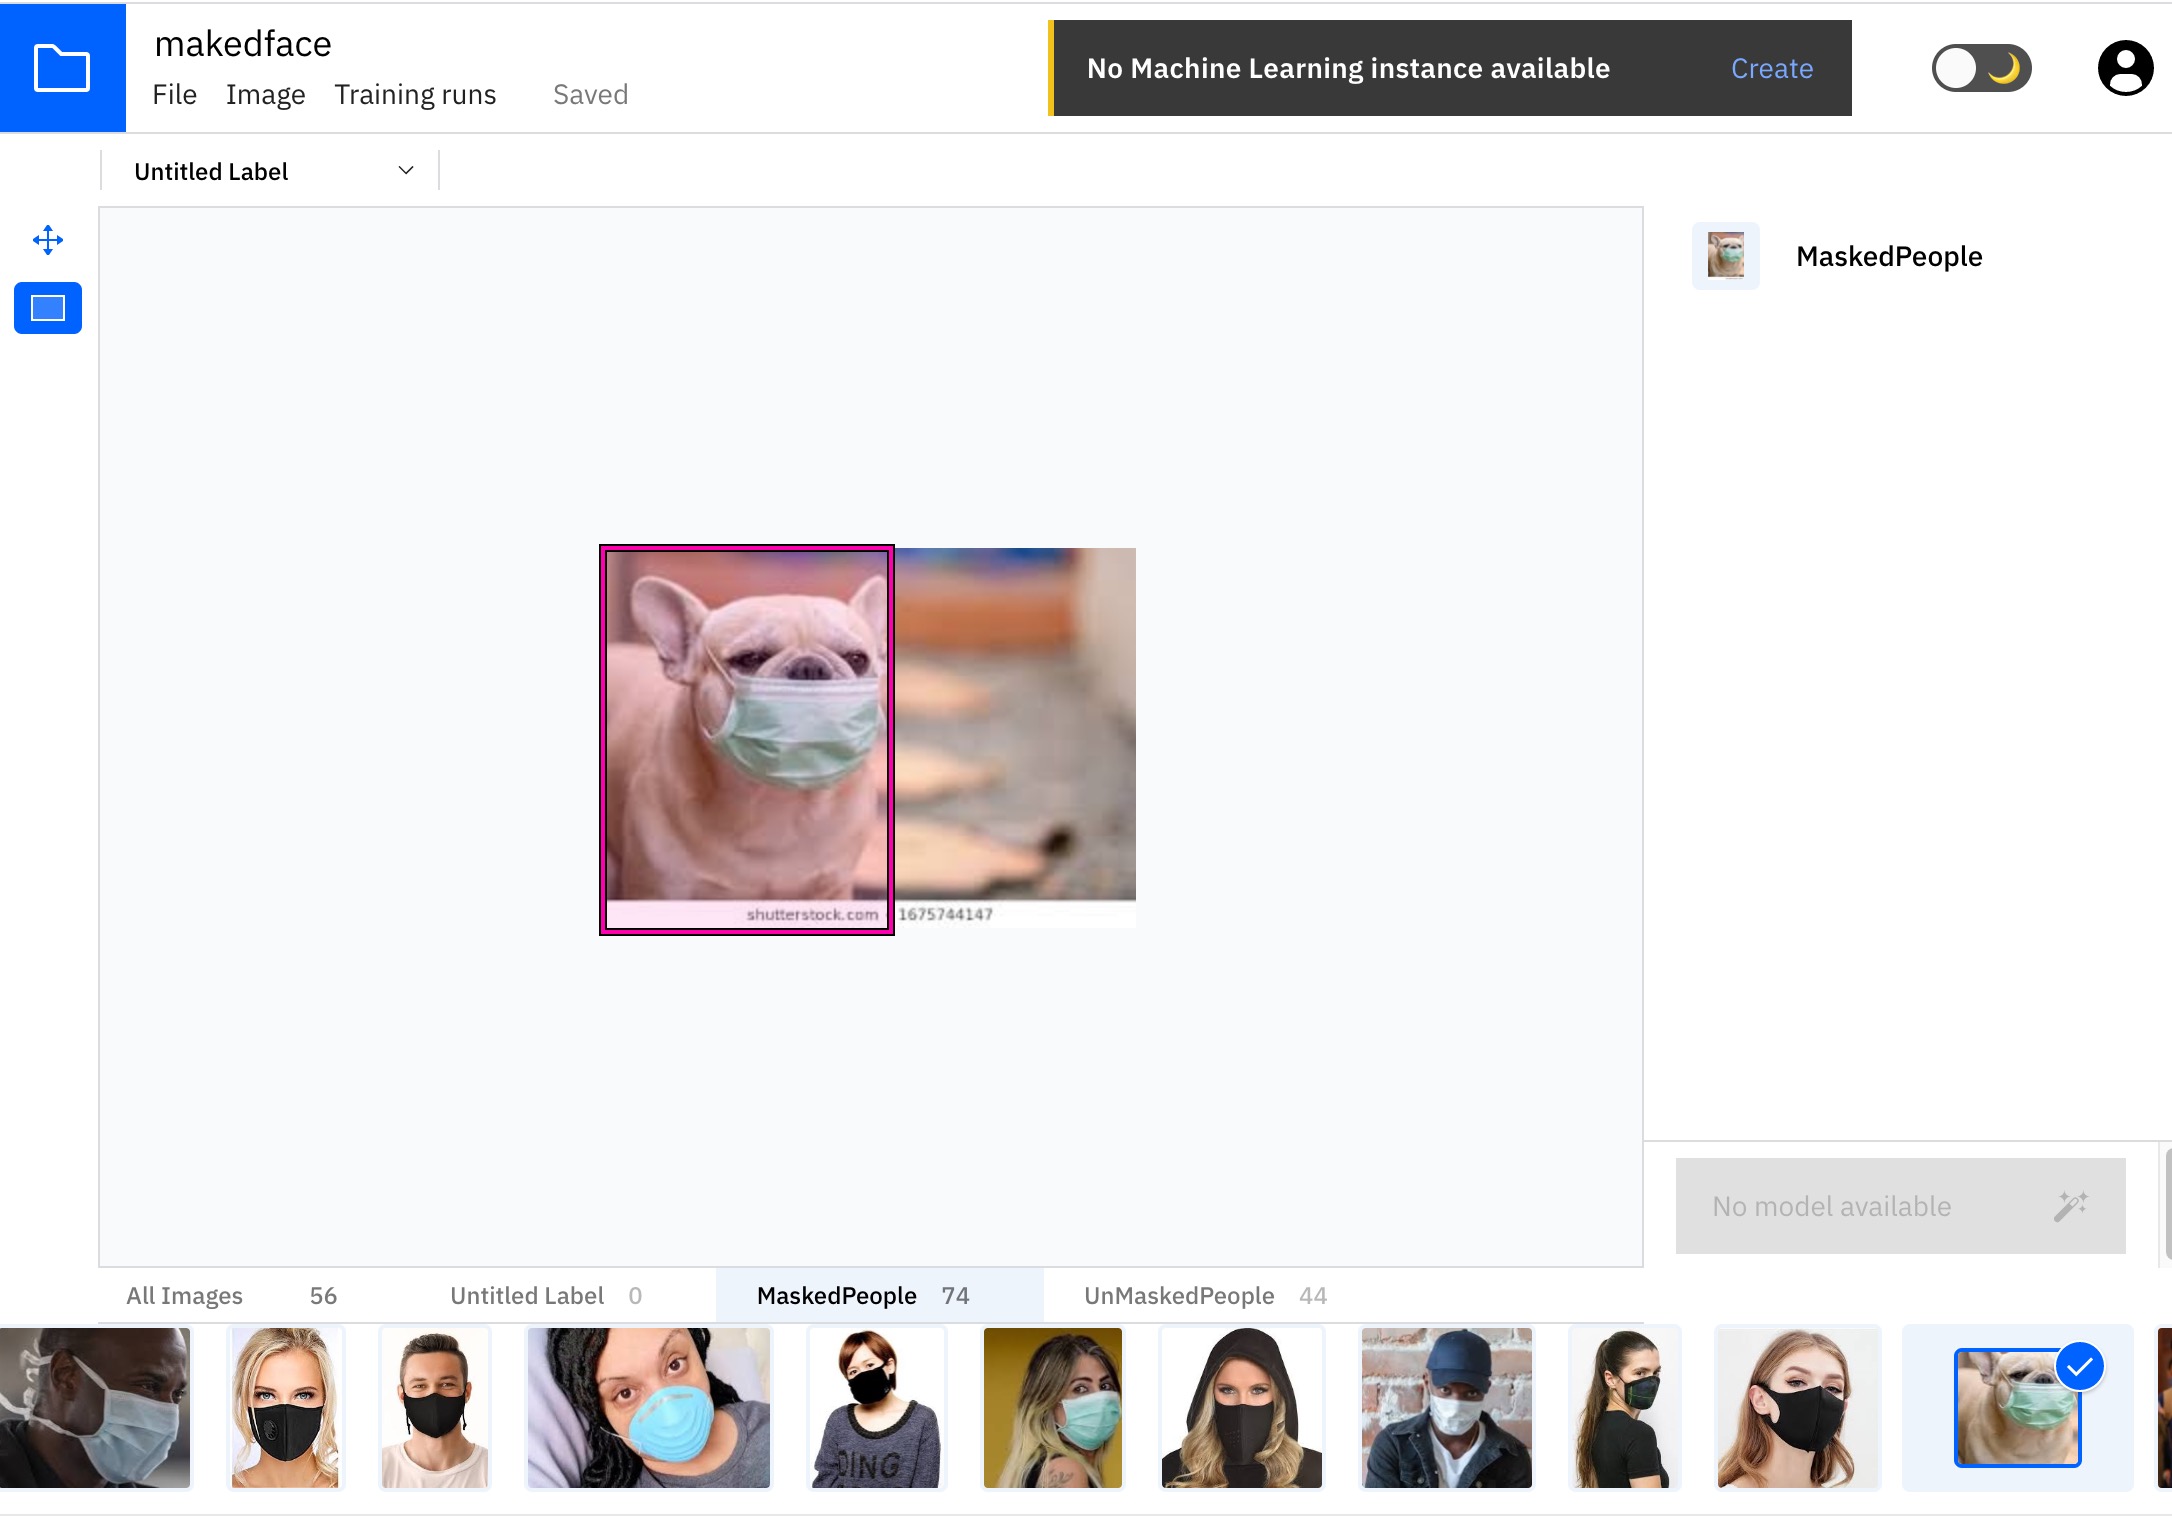 makedface
File Image Training runs Saved
No Machine Learning instance available Create
Untitled Label
MaskedPeople
shutterstock.com · 1675744147
No model available
All Images 56 Untitled Label 0 MaskedPeople 74 UnMaskedPeople 44
DING